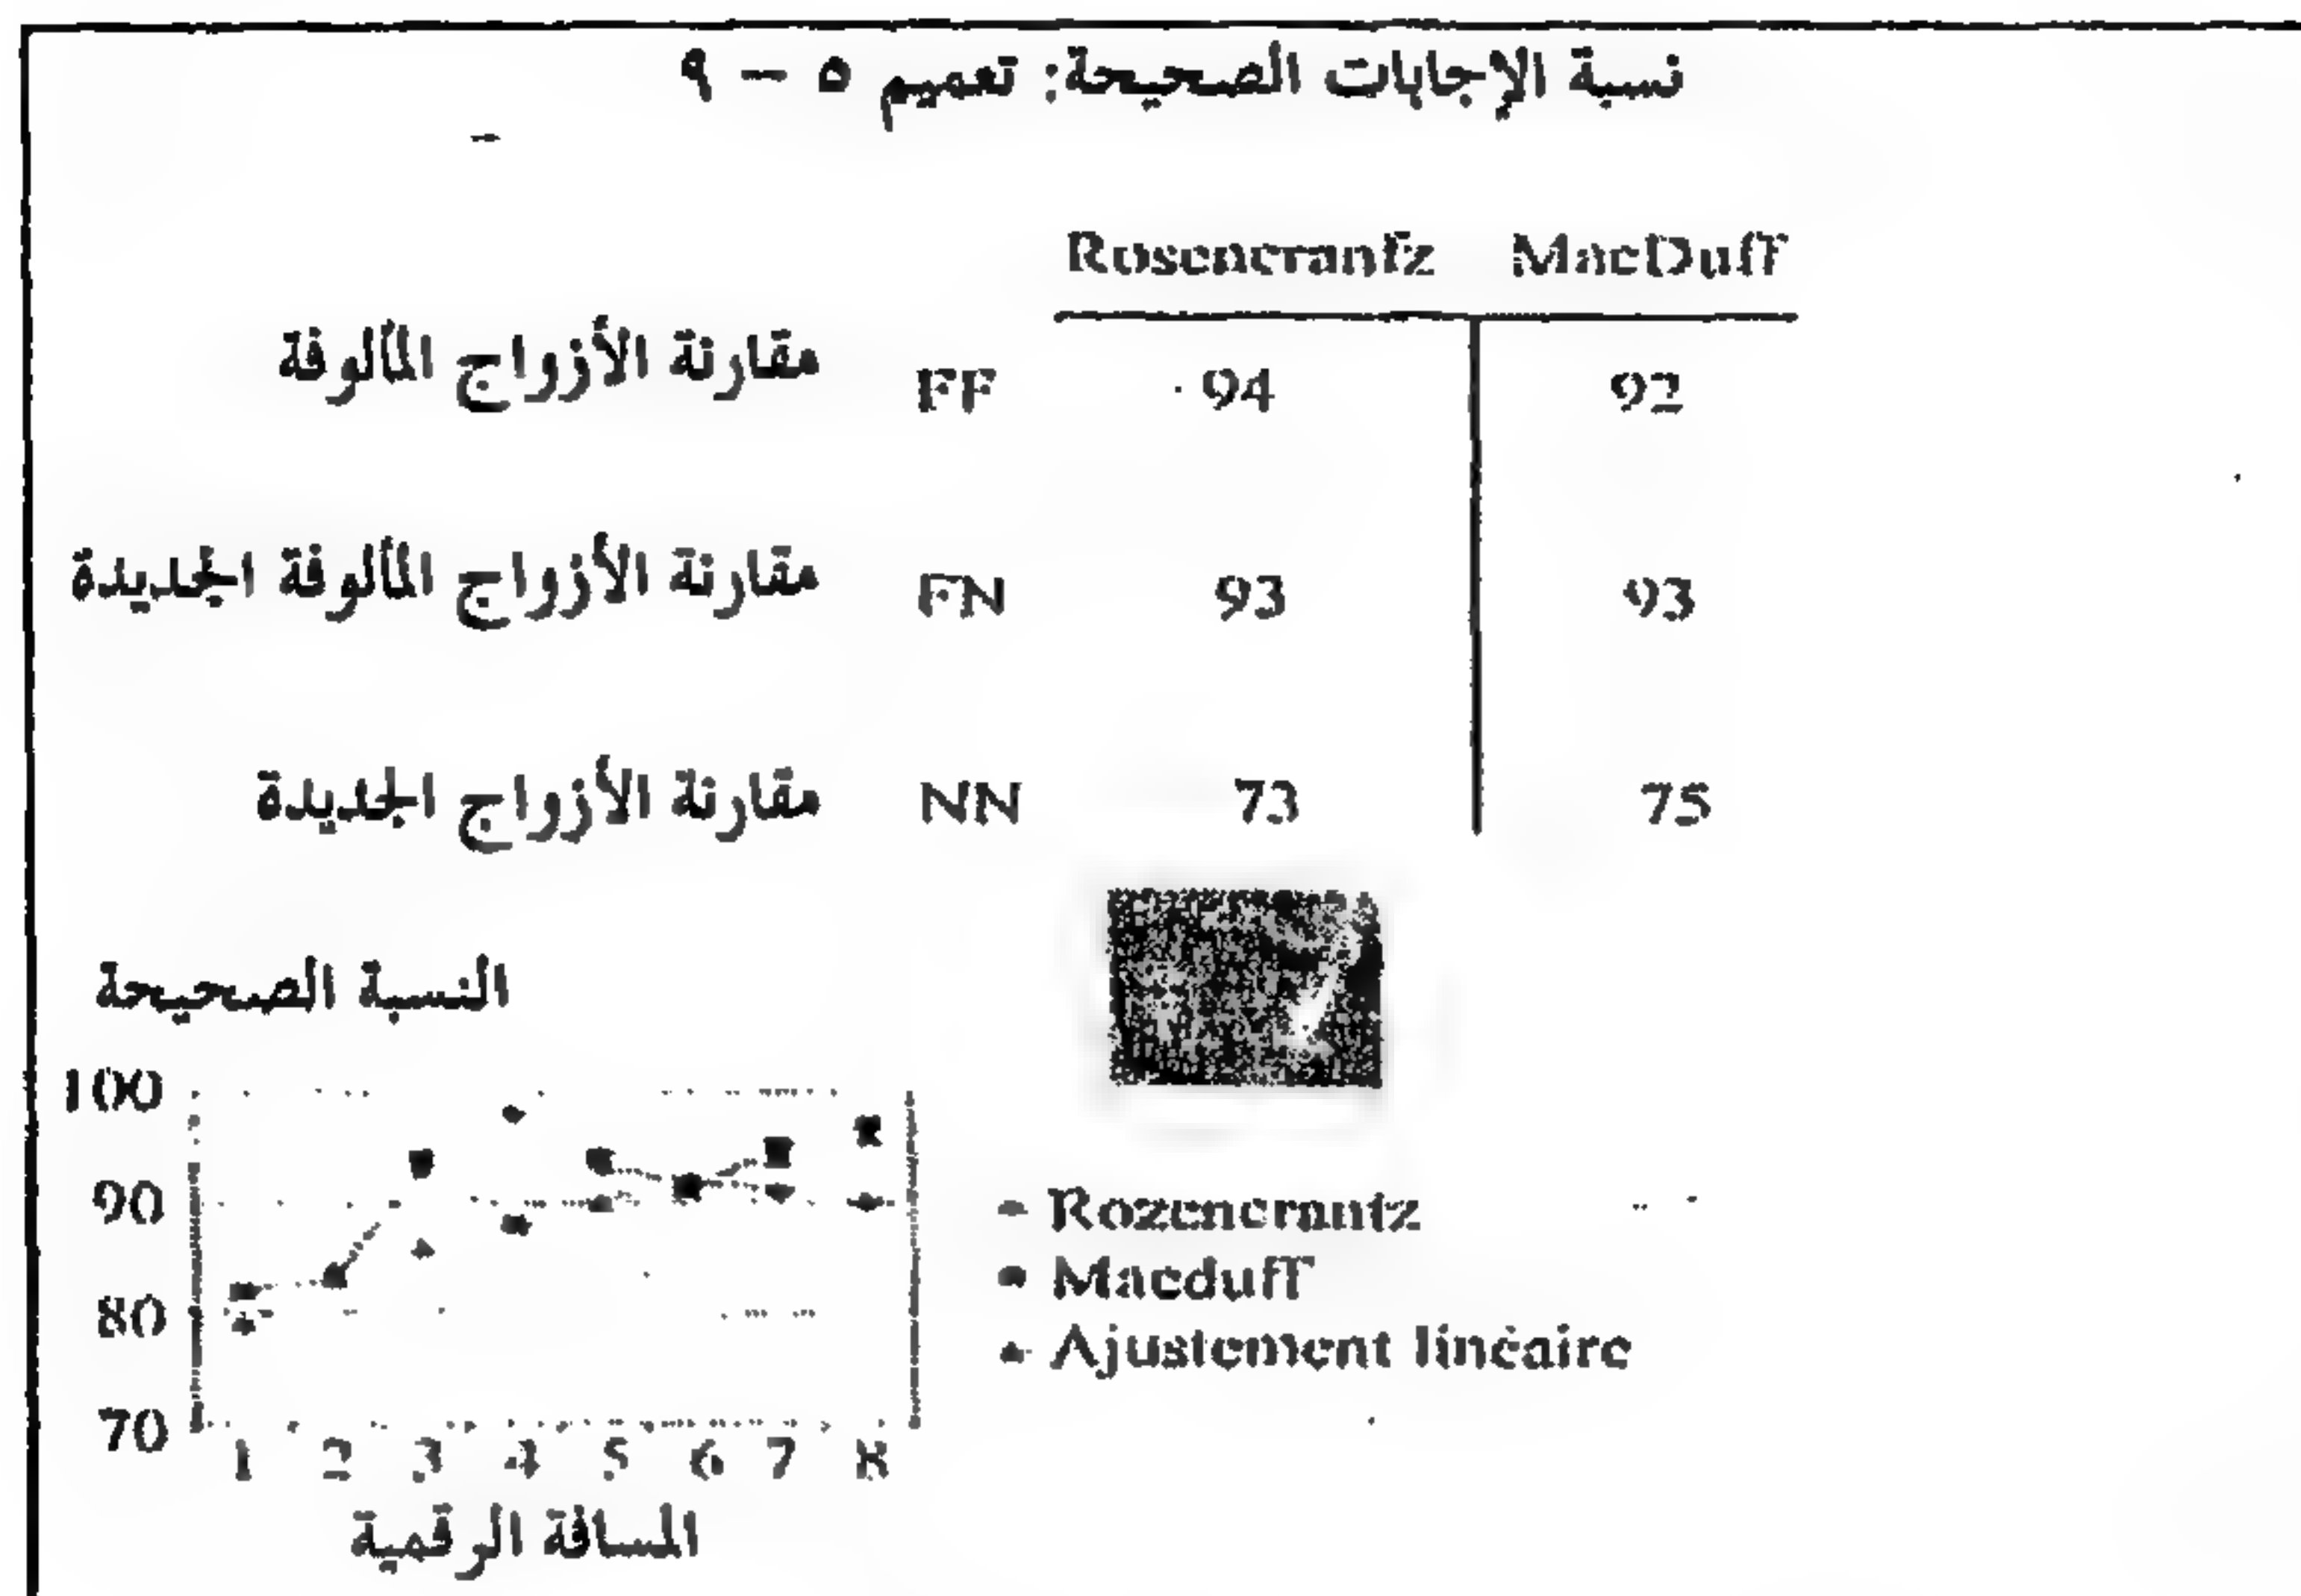 نسبة الإجابات الصحيحة: تعميم ٥ – ٩
Rosencrantz MacDuff
مقارنة الأزواج المألوفة FF 94 92
مقارنة الأزواج المألوفة الجديدة FN 93 93
مقارنة الأزواج الجديدة NN 73 75
النسبة الصحيحة
100
90
80
70
1 2 3 4 5 6 7 8
المسافة الرقمية
Rozencrantz
Macduff
Ajustement linéaire